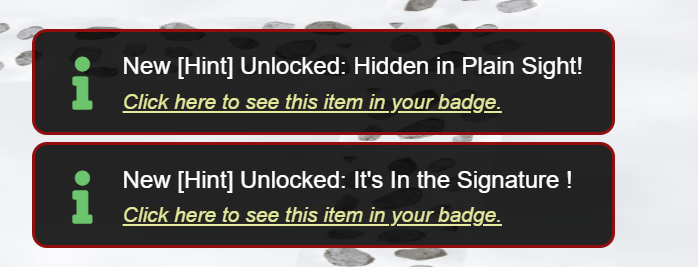 New [Hint] Unlocked: Hidden in Plain Sight!
Click here to see this item in your badge.
New [Hint] Unlocked: It's In the Signature !
Click here to see this item in your badge.